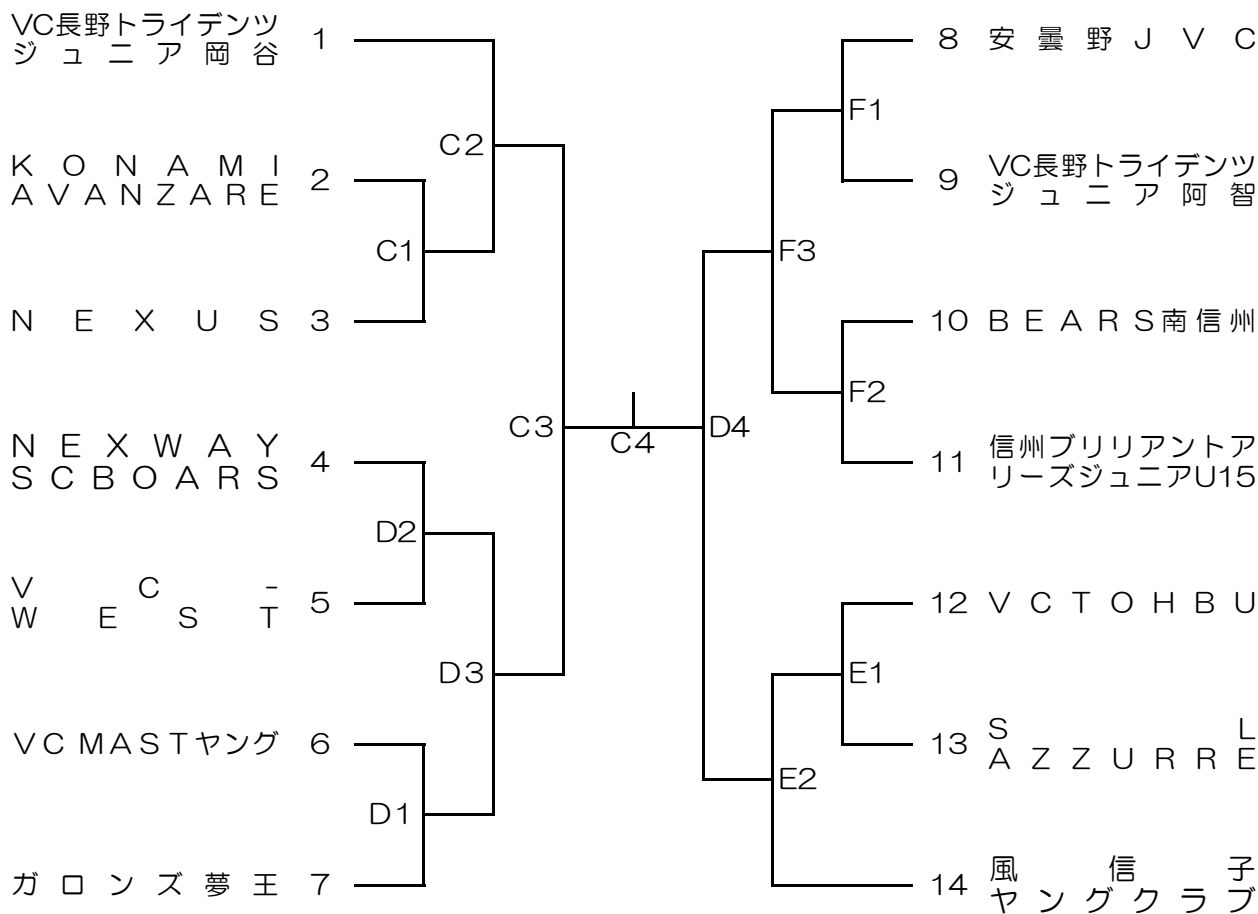 VC長野トライデンツ
ジュニア岡谷
1
KONAMI
AVANZARE
2
NEXUS
3
NEXWAY
SCBOARS
4
VC-
WEST
5
VC MASTヤング
6
ガロンズ夢王
7
C2
C1
D2
D3
D1
C3
C4
D4
F1
F3
F2
E1
E2
8
安曇野JVC
9
VC長野トライデンツ
ジュニア阿智
10
BEARS南信州
11
信州ブリリアントア
リーズジュニアU15
12
VCTOHBU
13
SL
AZZURRE
14
風信子
ヤングクラブ